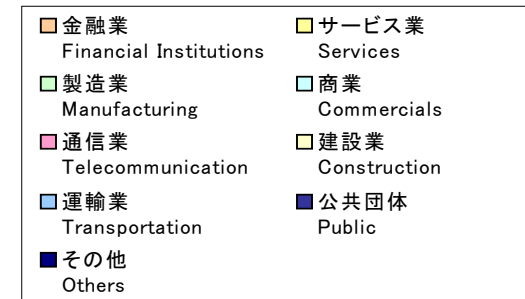 金融業
Financial Institutions
サービス業
Services
製造業
Manufacturing
商業
Commercials
通信業
Telecommunication
建設業
Construction
運輸業
Transportation
公共団体
Public
その他
Others